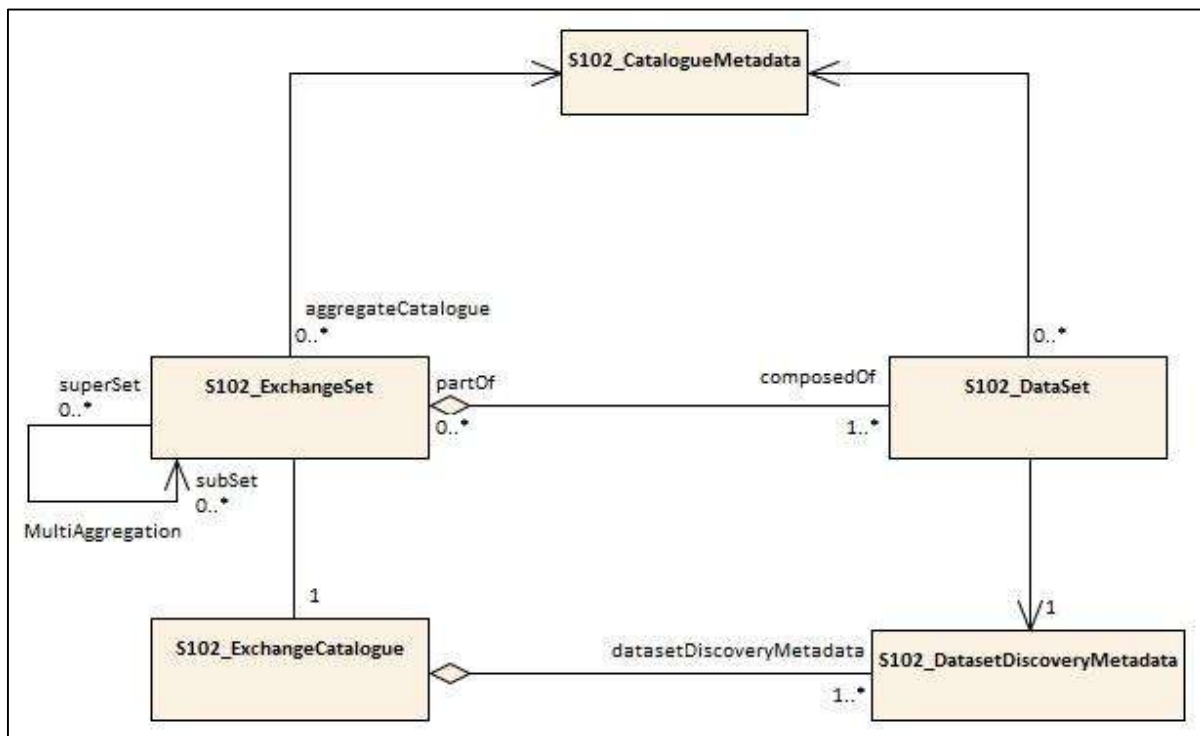 S102_CatalogueMetadata
aggregateCatalogue
0..*
0..*
superSet
0..*
S102_ExchangeSet
partOf
0..*
composedOf
1..*
S102_DataSet
subSet
0..*
MultiAggregation
1
1
S102_ExchangeCatalogue
datasetDiscoveryMetadata
1..*
S102_DatasetDiscoveryMetadata